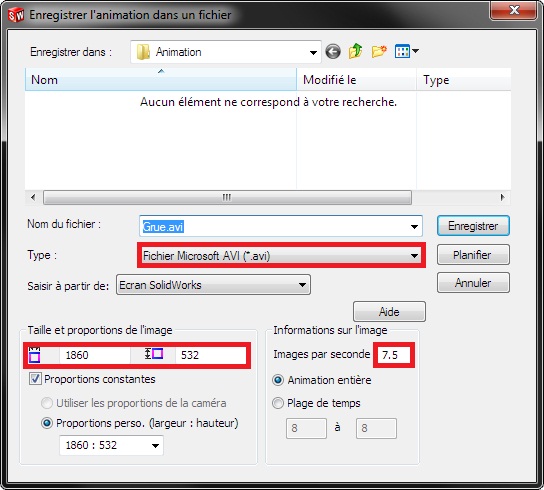 SW Enregistrer l'animation dans un fichier
Enregistrer dans : Animation
Nom Modifié le Type
Aucun élément ne correspond à votre recherche.
Nom du fichier : Grue.avi Enregistrer
Type : Fichier Microsoft AVI (*.avi) Planifier
Saisir à partir de: Ecran SolidWorks Annuler
Aide
Taille et proportions de l'image Informations sur l'image
1860 532 Images par seconde 7.5
Proportions constantes Animation entière
Utiliser les proportions de la caméra Plage de temps
Proportions perso. (largeur : hauteur) 8 à 8
1860 : 532